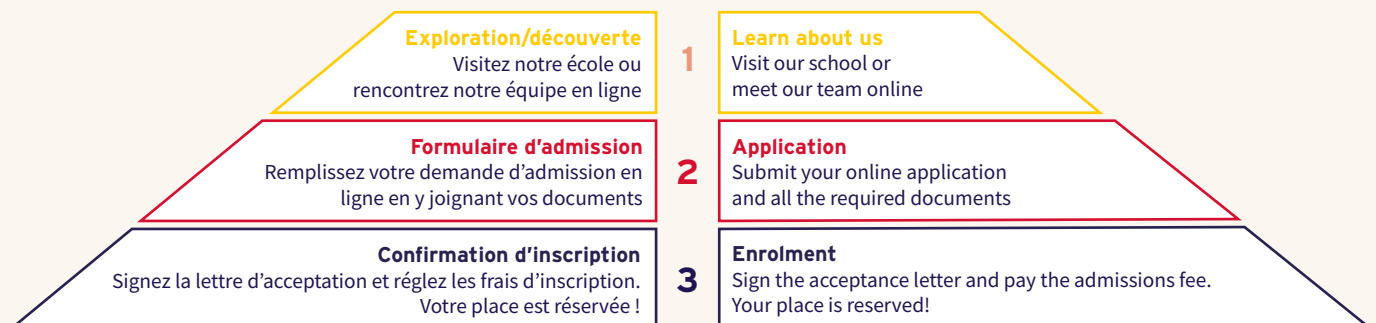 Exploration/découverte
Visitez notre école ou
rencontrez notre équipe en ligne
1
Learn about us
Visit our school or
meet our team online
Formulaire d'admission
Remplissez votre demande d'admission en
ligne en y joignant vos documents
2
Application
Submit your online application
and all the required documents
Confirmation d'inscription
Signez la lettre d'acceptation et réglez les frais d'inscription.
Votre place est réservée !
3
Enrolment
Sign the acceptance letter and pay the admissions fee.
Your place is reserved!